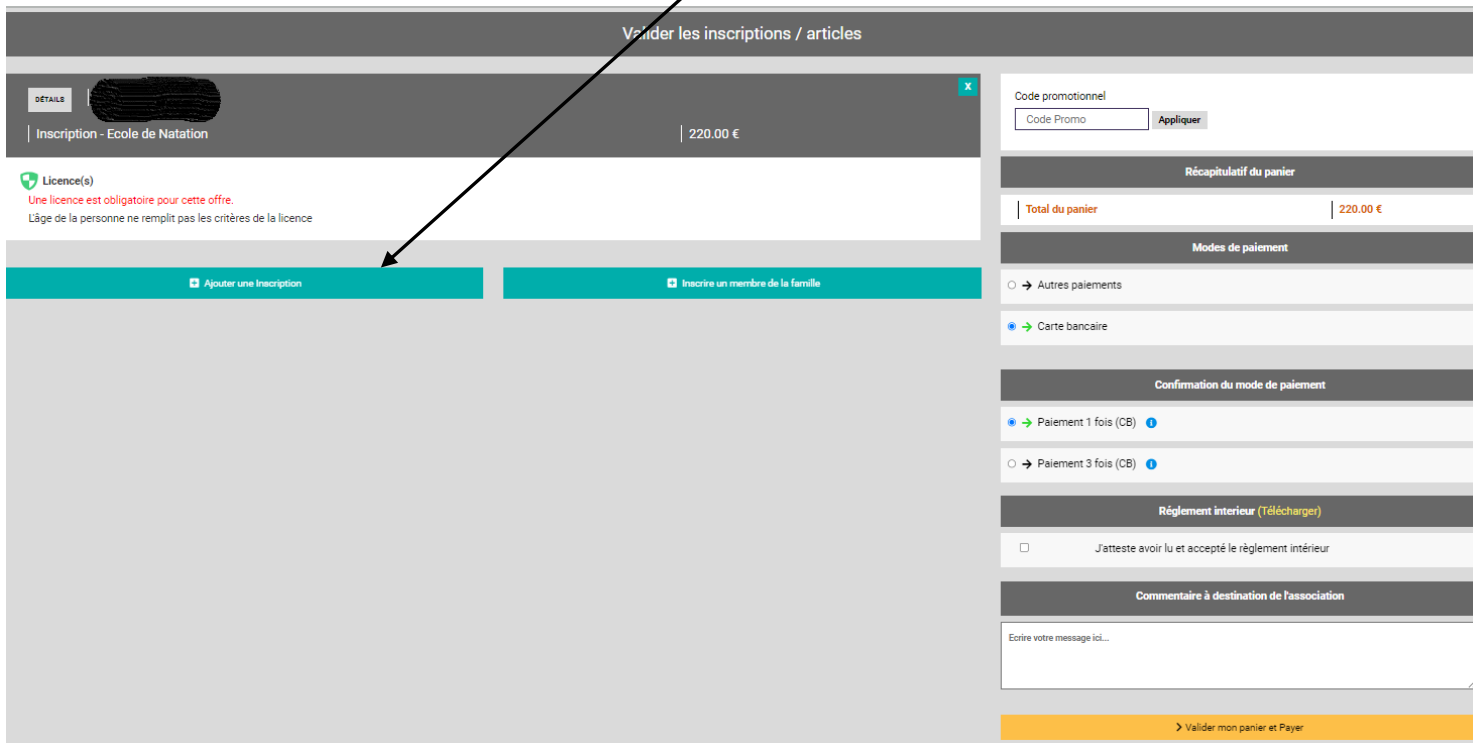 Valider les inscriptions / articles
DÉTAILS
X
Inscription - Ecole de Natation
220.00 €
Licence(s)
Une licence est obligatoire pour cette offre.
L'âge de la personne ne remplit pas les critères de la licence
Ajouter une Inscription
Inscrire un membre de la famille
Code promotionnel
Code Promo
Appliquer
Récapitulatif du panier
Total du panier
220.00 €
Modes de paiement
Autres paiements
Carte bancaire
Confirmation du mode de paiement
Paiement 1 fois (CB)
Paiement 3 fois (CB)
Réglement interieur (Télécharger)
J'atteste avoir lu et accepté le règlement intérieur
Commentaire à destination de l'association
Ecrire votre message ici...
Valider mon panier et Payer